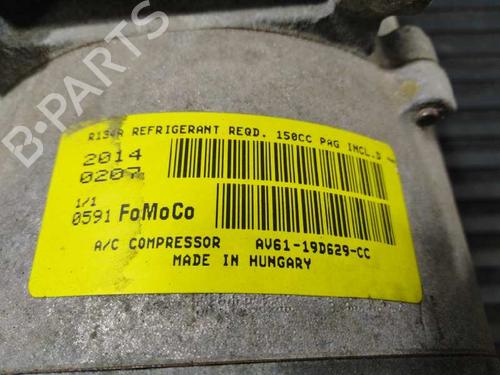 R134A REFRIGERANT REQD. 150CC PAG INCL.D
2014
0207
1/1
0591 FoMoCo
A/C COMPRESSOR AV61-19D629-CC
MADE IN HUNGARY
B-PARTS